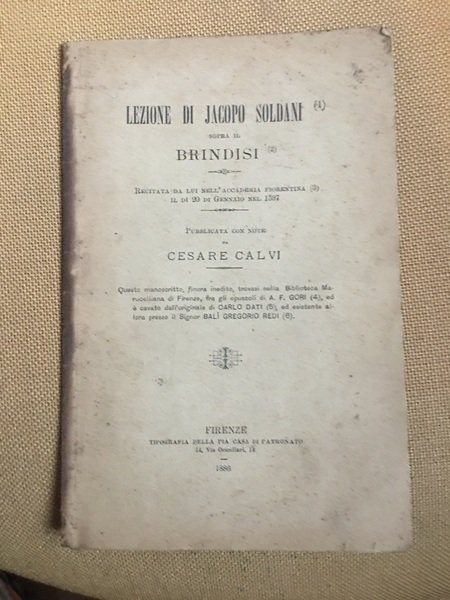 LEZIONE DI JACOPO SOLDANI (1)
SOPRA IL
BRINDISI (2)
RECITATA DA LUI NELL'ACCADEMIA FIORENTINA (3)
IL DÌ 20 DI GENNAIO NEL 1597
PUBBLICATA CON NOTE
DA
CESARE CALVI
Questo manoscritto, finora inedito, trovasi nella Biblioteca Ma-
rucelliana di Firenze, fra gli opuscoli di A. F. GORI (4), ed
è cavato dall'originale di CARLO DATI (5), ed esistente al-
lora presso il Signor BALÌ GREGORIO REDI (6).
FIRENZE
TIPOGRAFIA DELLA PIA CASA DI PATRONATO
14, Via Oricellari, 14
1886